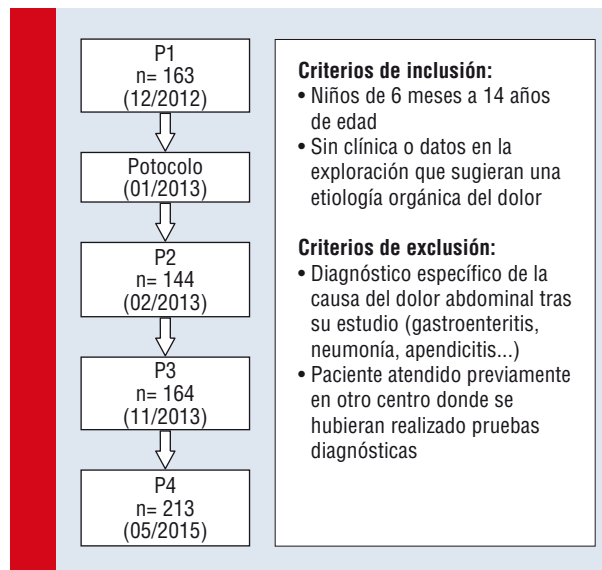 P1
n= 163
(12/2012)
Potocolo
(01/2013)
P2
n= 144
(02/2013)
P3
n= 164
(11/2013)
P4
n= 213
(05/2015)
Criterios de inclusión:
• Niños de 6 meses a 14 años
de edad
• Sin clínica o datos en la
exploración que sugieran una
etiología orgánica del dolor
Criterios de exclusión:
• Diagnóstico específico de la
causa del dolor abdominal tras
su estudio (gastroenteritis,
neumonía, apendicitis...)
• Paciente atendido previamente
en otro centro donde se
hubieran realizado pruebas
diagnósticas